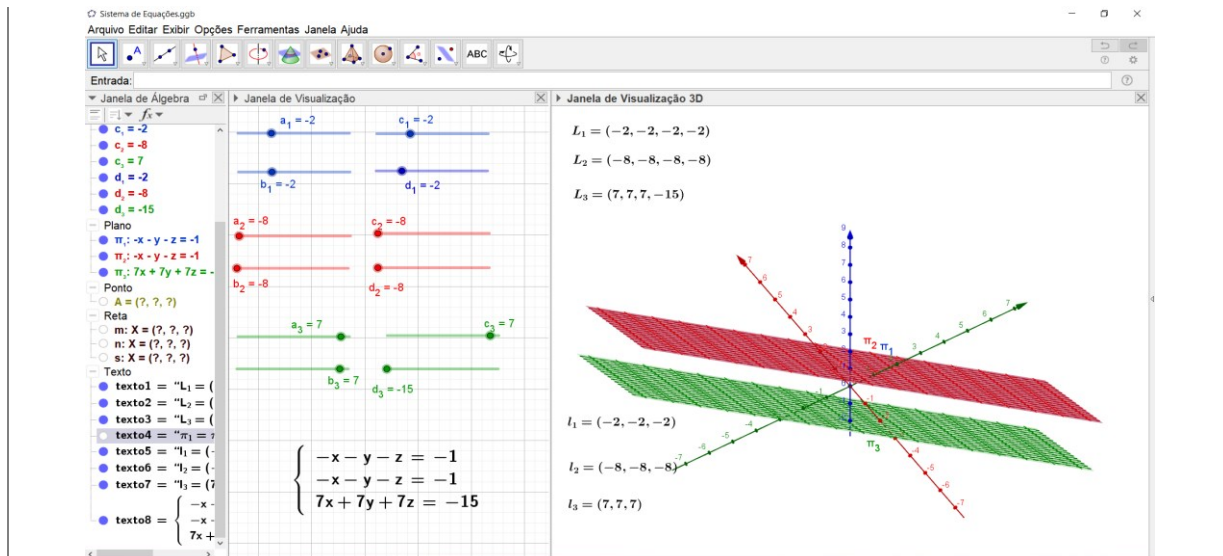 Sistema de Equações.ggb
Arquivo Editar Exibir Opções Ferramentas Janela Ajuda
ABC
Entrada:
Janela de Álgebra
c₁ = -2
c₂ = -8
c₃ = 7
d₁ = -2
d₂ = -8
d₃ = -15
Plano
π₁: -x - y - z = -1
π₂: -x - y - z = -1
π₃: 7x + 7y + 7z = -
Ponto
A = (?, ?, ?)
Reta
m: X = (?, ?, ?)
n: X = (?, ?, ?)
s: X = (?, ?, ?)
Texto
texto1 = “L₁ = (
texto2 = “L₂ = (
texto3 = “L₃ = (
texto4 = “π₁ = π
texto5 = “l₁ = (-
texto6 = “l₂ = (-
texto7 = “l₃ = (7
texto8 =
-x -
-x -
7x +
Janela de Visualização
a₁ = -2
c₁ = -2
b₁ = -2
d₁ = -2
a₂ = -8
c₂ = -8
b₂ = -8
d₂ = -8
a₃ = 7
c₃ = 7
b₃ = 7
d₃ = -15
-x - y - z = -1
-x - y - z = -1
7x + 7y + 7z = -15
Janela de Visualização 3D
L₁ = (-2, -2, -2, -2)
L₂ = (-8, -8, -8, -8)
L₃ = (7, 7, 7, -15)
π₂ π₁
π₃
l₁ = (-2, -2, -2)
l₂ = (-8, -8, -8)
l₃ = (7, 7, 7)